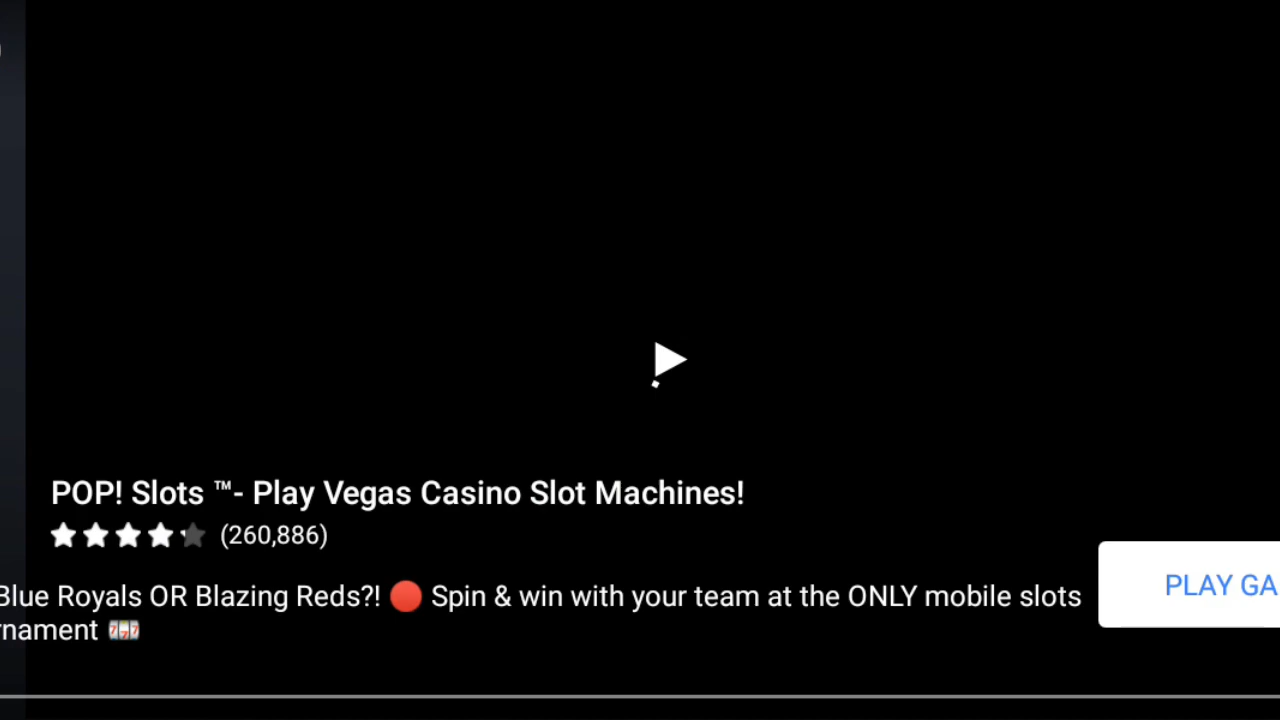 POP! Slots ™- Play Vegas Casino Slot Machines!
(260,886)
Blue Royals OR Blazing Reds?! 🔴 Spin & win with your team at the ONLY mobile slots
rnament 🎰
PLAY GA